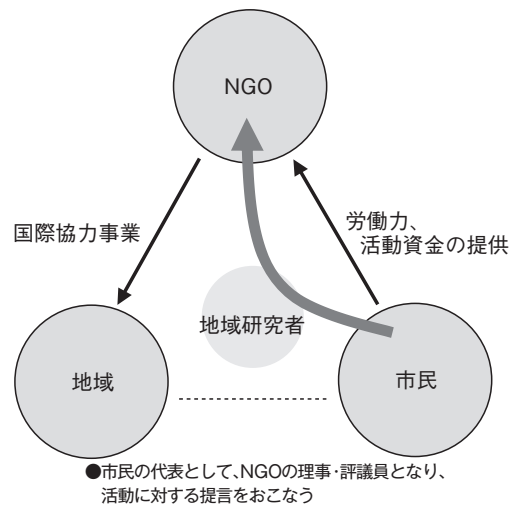 NGO
国際協力事業
労働力、
活動資金の提供
地域研究者
地域
市民
●市民の代表として、NGOの理事・評議員となり、
活動に対する提言をおこなう